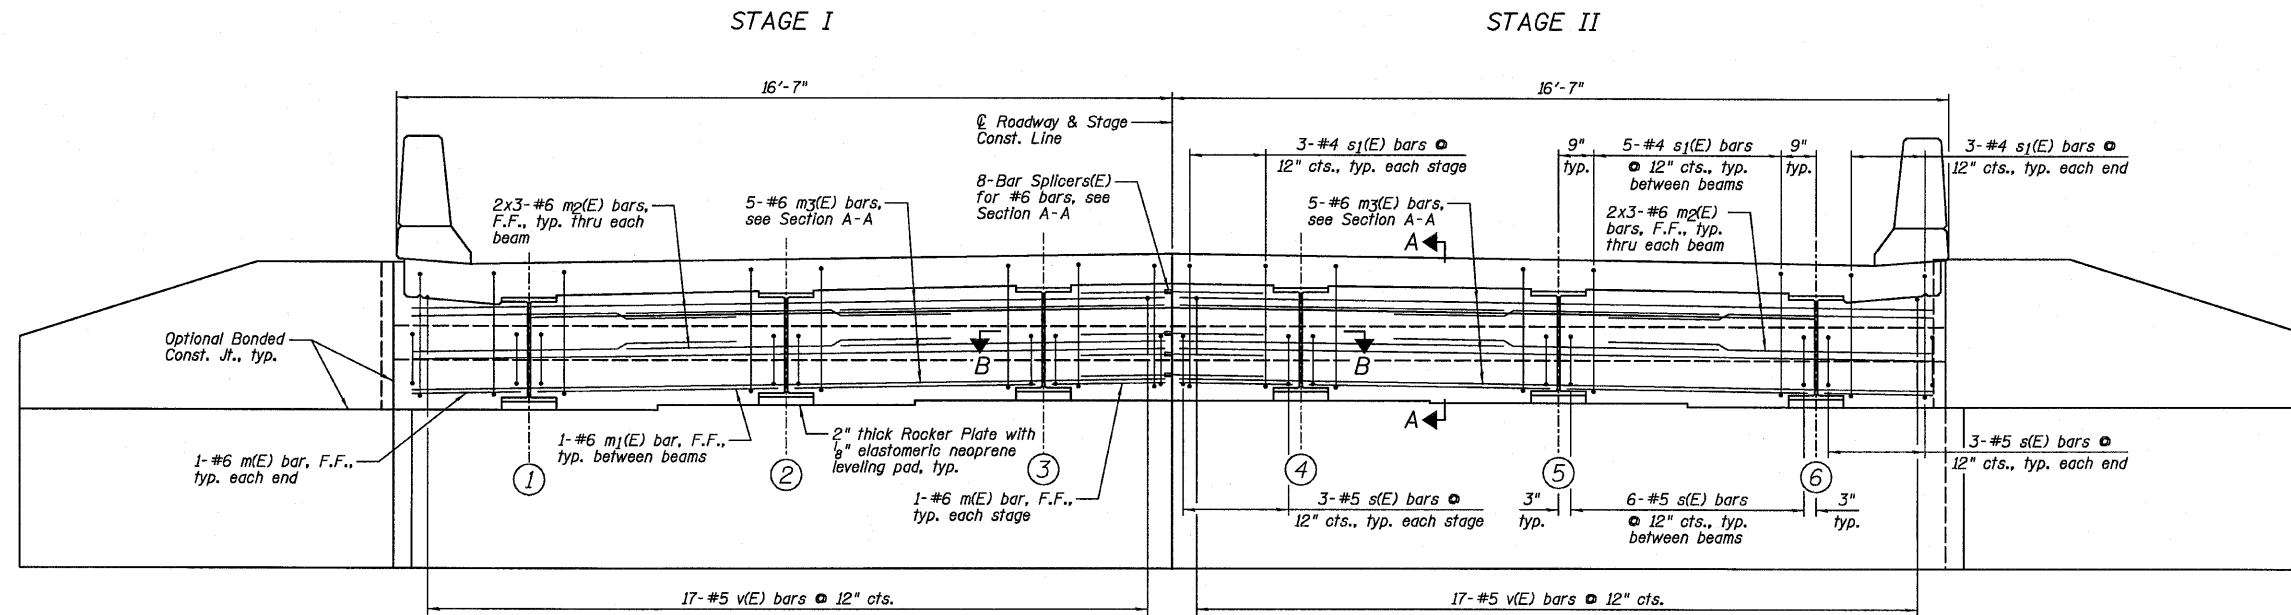 STAGE I
STAGE II
16'-7"
16'-7"
℄ Roadway & Stage
Const. Line
8-Bar Splicers(E)
for #6 bars, see
Section A-A
2x3-#6 m2(E) bars,
F.F., typ. thru each
beam
5-#6 m3(E) bars,
see Section A-A
3-#4 s1(E) bars @
12" cts., typ. each stage
9"
typ.
5-#4 s1(E) bars
@ 12" cts., typ.
between beams
9"
typ.
3-#4 s1(E) bars @
12" cts., typ. each end
5-#6 m3(E) bars,
see Section A-A
A
2x3-#6 m2(E)
bars, F.F., typ.
thru each beam
Optional Bonded
Const. Jt., typ.
B
B
A
1-#6 m(E) bar, F.F.,
typ. each end
1-#6 m1(E) bar, F.F.,
typ. between beams
2" thick Rocker Plate with
1/8" elastomeric neoprene
leveling pad, typ.
1-#6 m(E) bar, F.F.,
typ. each stage
1
2
3
4
5
6
3-#5 s(E) bars @
12" cts., typ. each end
3-#5 s(E) bars @
12" cts., typ. each stage
3"
typ.
6-#5 s(E) bars
@ 12" cts., typ.
between beams
3"
typ.
17-#5 v(E) bars @ 12" cts.
17-#5 v(E) bars @ 12" cts.